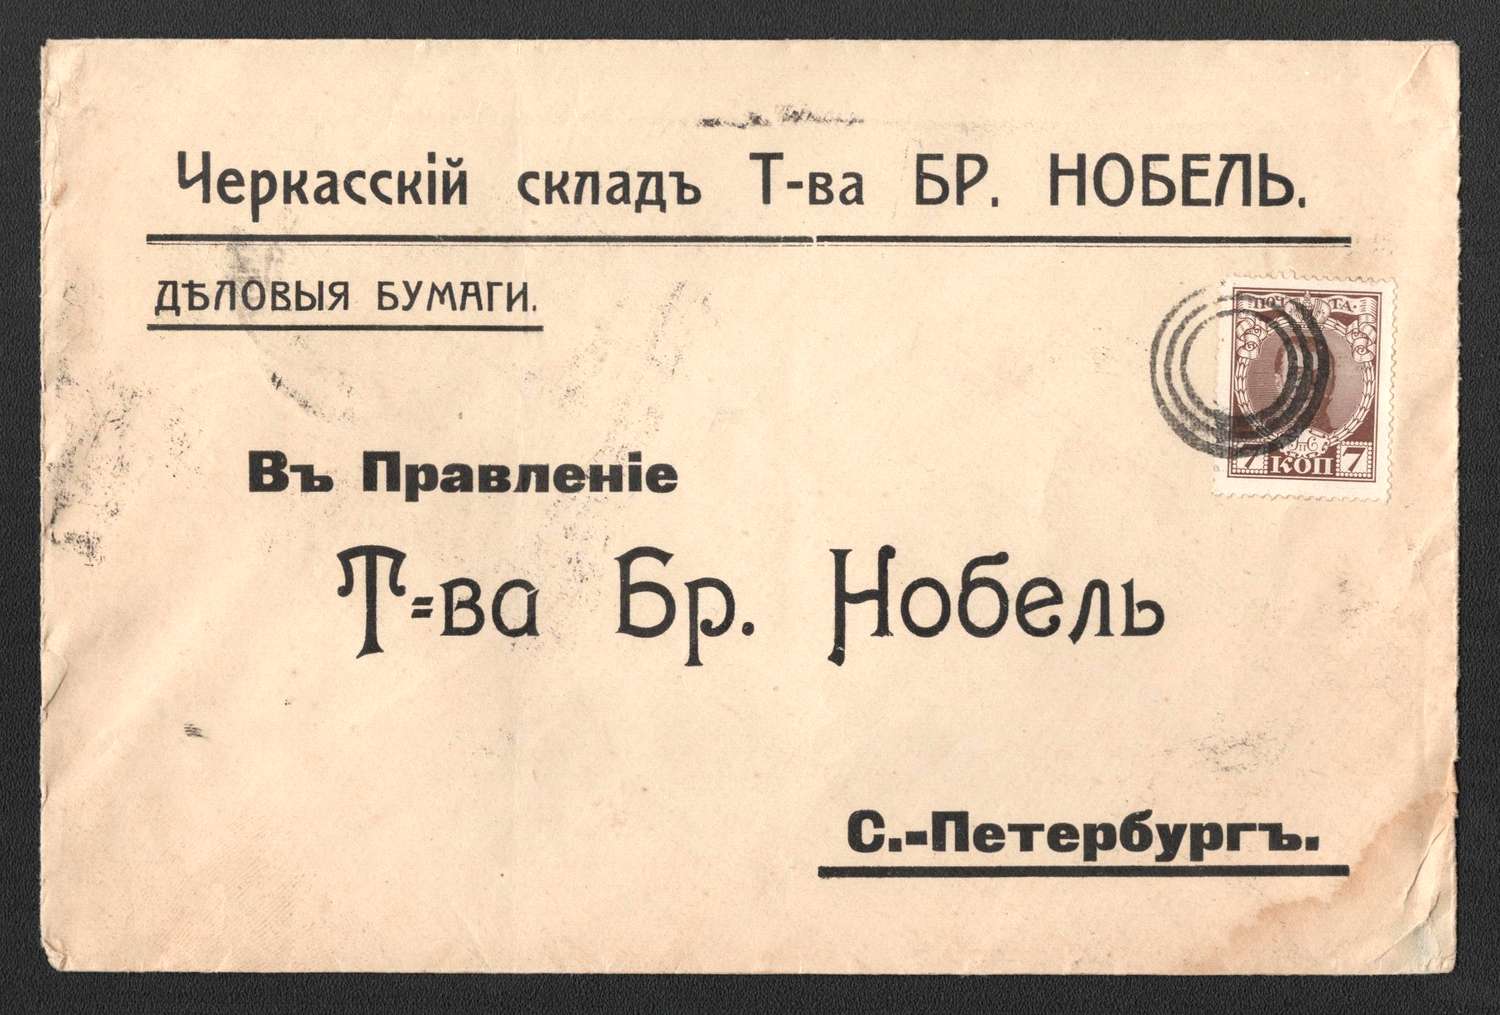 Черкасскій складъ Т-ва БР. НОБЕЛЬ.
ДѢЛОВЫЯ БУМАГИ.
ПОЧТА.
7 КОП 7
Въ Правленіе
Т-ва Бр. Нобель
С.-Петербургъ.